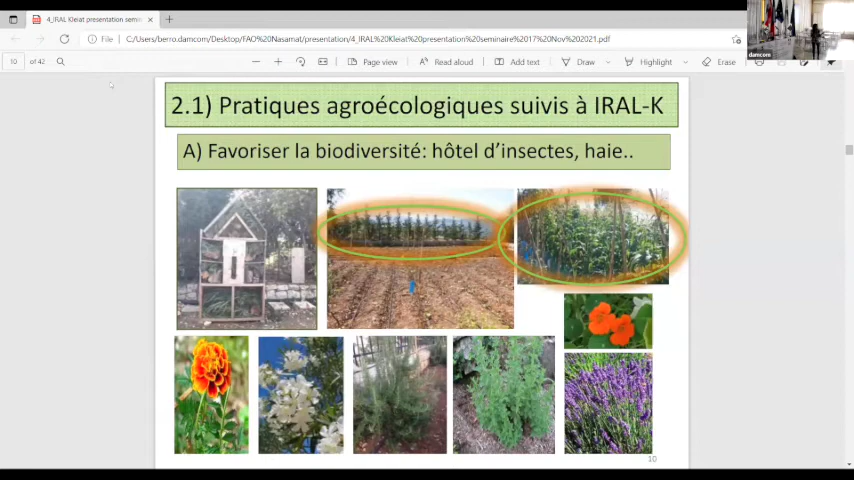 4_IRAL Kleiat presentation semin
File
C:/Users/berro.damcom/Desktop/FAO%20Nasamat/presentation/4_IRAL%20Kleiat%20presentation%20seminaire%2017%20Nov%202021.pdf
10 of 42
Page view
Read aloud
Add text
Draw
Highlight
Erase
damcom
2.1) Pratiques agroécologiques suivis à IRAL-K
A) Favoriser la biodiversité: hôtel d’insectes, haie..
10